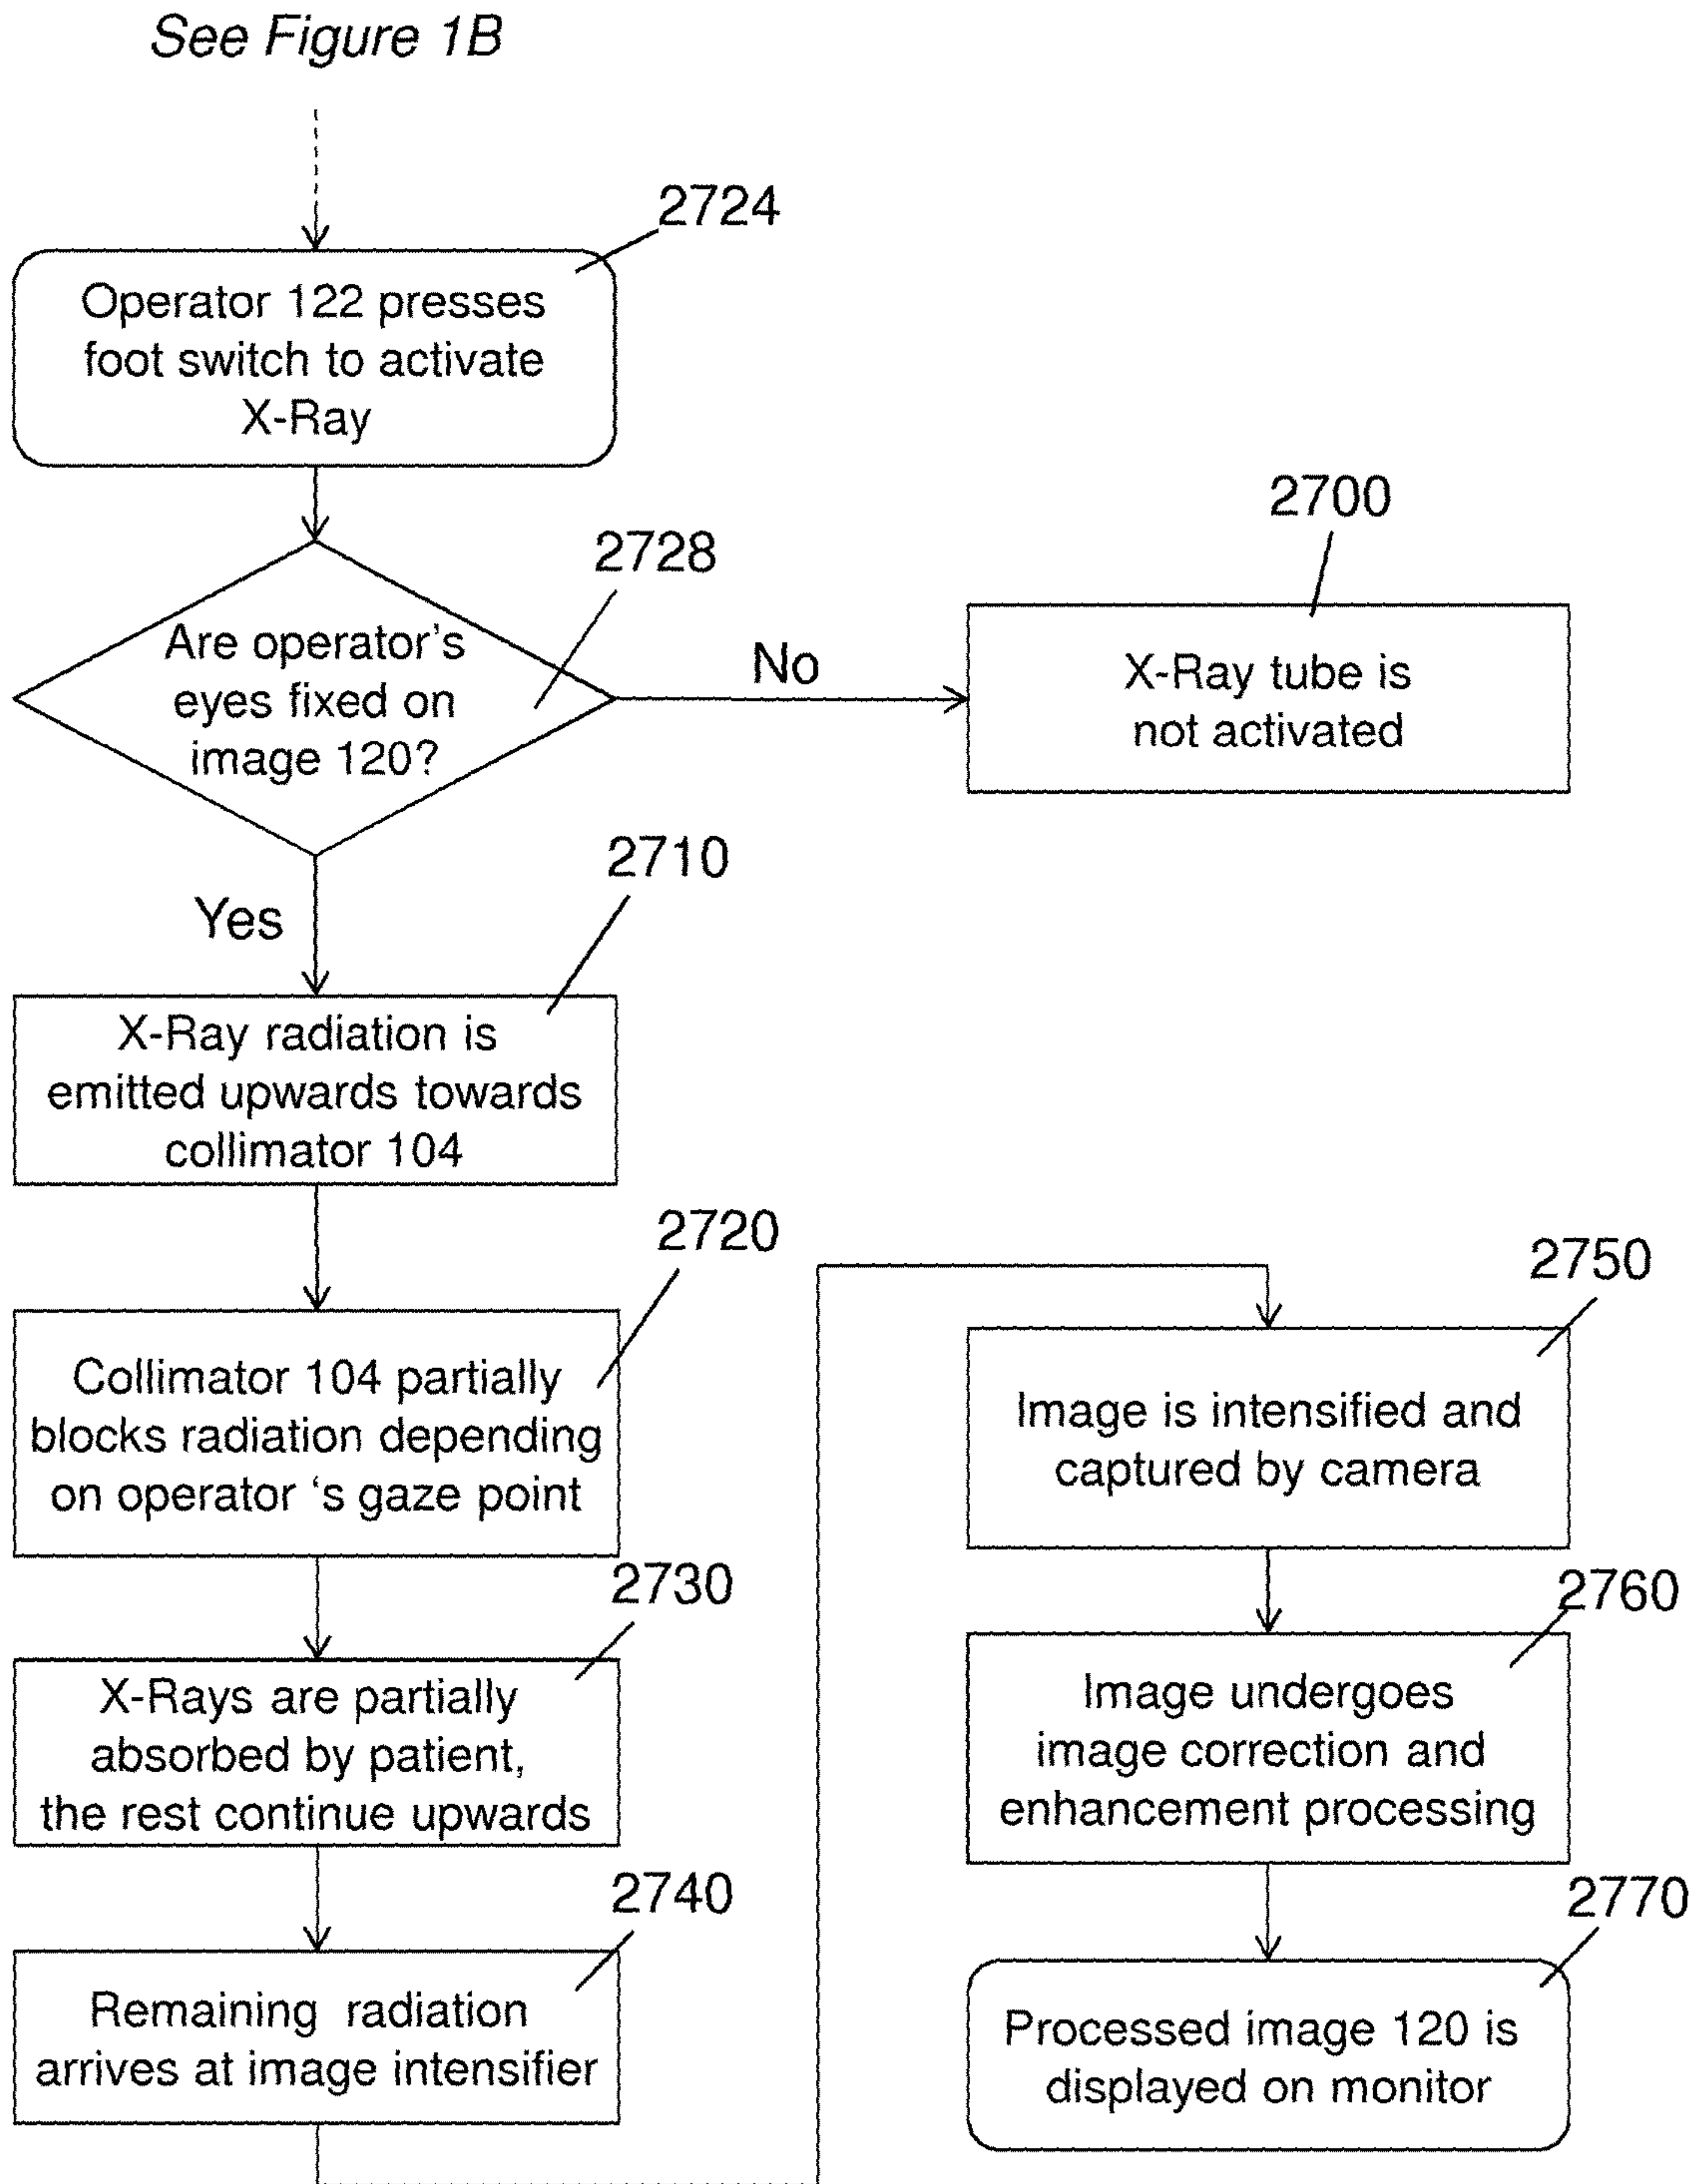 See Figure 1B
2724
Operator 122 presses
foot switch to activate
X-Ray
2728
Are operator's
eyes fixed on
image 120?
No
2700
X-Ray tube is
not activated
Yes
2710
X-Ray radiation is
emitted upwards towards
collimator 104
2720
Collimator 104 partially
blocks radiation depending
on operator ‘s gaze point
2730
X-Rays are partially
absorbed by patient,
the rest continue upwards
2740
Remaining radiation
arrives at image intensifier
2750
Image is intensified and
captured by camera
2760
Image undergoes
image correction and
enhancement processing
2770
Processed image 120 is
displayed on monitor